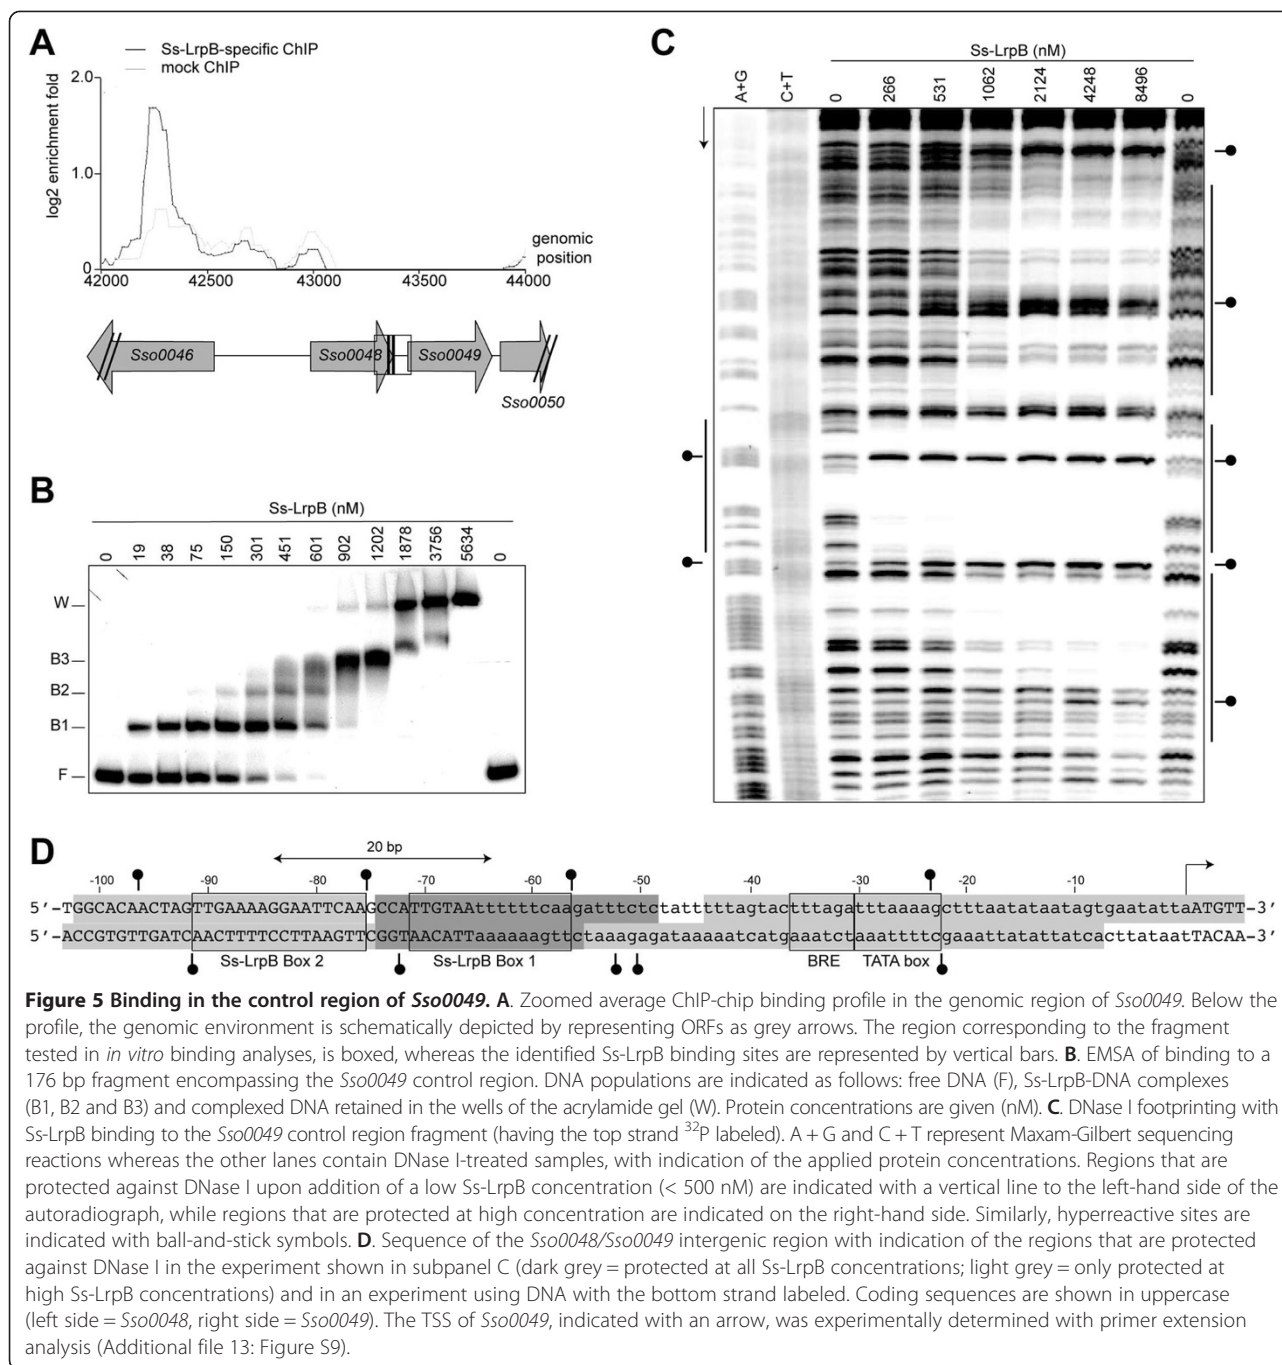 A
Ss-LrpB-specific ChIP
mock ChIP
log2 enrichment fold
2.0
1.0
0
42000 42500 43000 43500 44000
genomic
position
Sso0046 Sso0048 Sso0049
Sso0050
B
Ss-LrpB (nM)
0 19 38 75 150 301 451 601 902 1202 1878 3756 5634 0
W
B3
B2
B1
F
C
Ss-LrpB (nM)
A+G C+T 0 266 531 1062 2124 4248 8496 0
D
20 bp
-100 -90 -80 -70 -60 -50 -40 -30 -20 -10
5'-TGGCACAACTAGTTGAAAAGGAATTCAAGCCATTGTAAttttttcaagatttctctatttttttagtactttagatttaaaagctttaatataatagtgaatattaATGTT-3'
5'-ACCGTGTTGATCAACTTTTCCTTAAGTTCGGTAACATTaaaaaagttctaaagagataaaaatcatgaaatctaaattttcgaaattatattatcacttataatTACAA-3'
Ss-LrpB Box 2 Ss-LrpB Box 1 BRE TATA box
Figure 5 Binding in the control region of Sso0049. A. Zoomed average ChIP-chip binding profile in the genomic region of Sso0049. Below the
profile, the genomic environment is schematically depicted by representing ORFs as grey arrows. The region corresponding to the fragment
tested in in vitro binding analyses, is boxed, whereas the identified Ss-LrpB binding sites are represented by vertical bars. B. EMSA of binding to a
176 bp fragment encompassing the Sso0049 control region. DNA populations are indicated as follows: free DNA (F), Ss-LrpB-DNA complexes
(B1, B2 and B3) and complexed DNA retained in the wells of the acrylamide gel (W). Protein concentrations are given (nM). C. DNase I footprinting with
Ss-LrpB binding to the Sso0049 control region fragment (having the top strand ³²P labeled). A + G and C + T represent Maxam-Gilbert sequencing
reactions whereas the other lanes contain DNase I-treated samples, with indication of the applied protein concentrations. Regions that are
protected against DNase I upon addition of a low Ss-LrpB concentration (< 500 nM) are indicated with a vertical line to the left-hand side of the
autoradiograph, while regions that are protected at high concentration are indicated on the right-hand side. Similarly, hyperreactive sites are
indicated with ball-and-stick symbols. D. Sequence of the Sso0048/Sso0049 intergenic region with indication of the regions that are protected
against DNase I in the experiment shown in subpanel C (dark grey = protected at all Ss-LrpB concentrations; light grey = only protected at
high Ss-LrpB concentrations) and in an experiment using DNA with the bottom strand labeled. Coding sequences are shown in uppercase
(left side = Sso0048, right side = Sso0049). The TSS of Sso0049, indicated with an arrow, was experimentally determined with primer extension
analysis (Additional file 13: Figure S9).